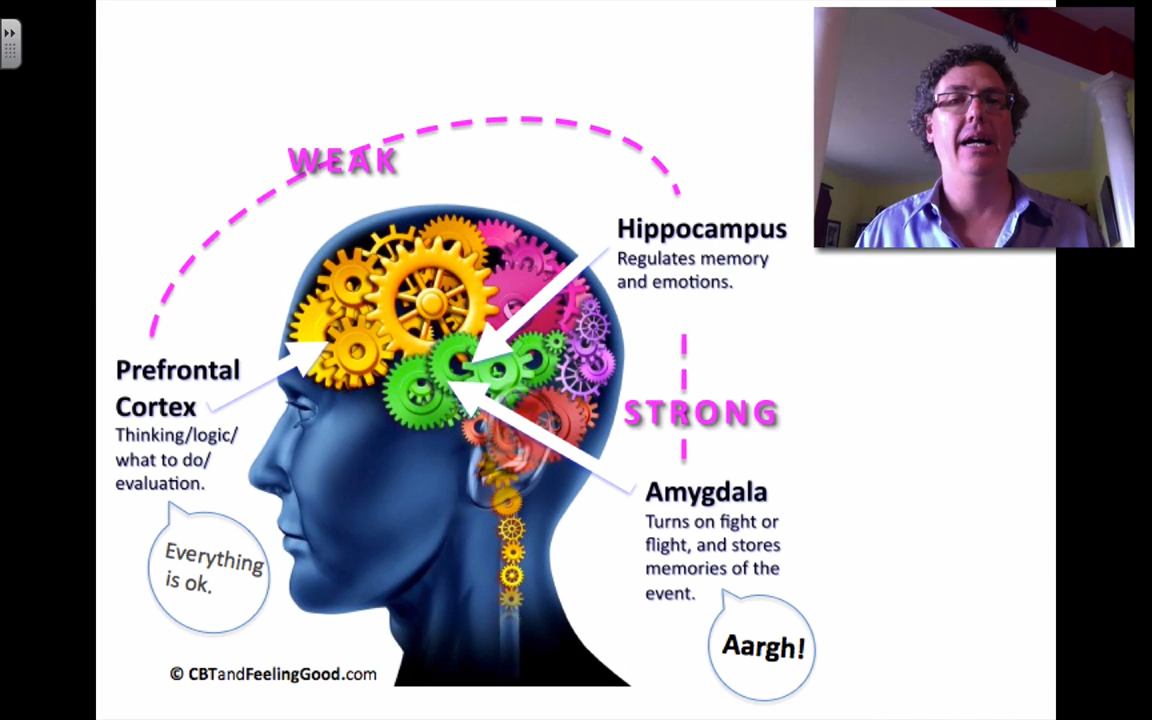 WEAK
Hippocampus
Regulates memory
and emotions.
Prefrontal
Cortex
Thinking/logic/
what to do/
evaluation.
STRONG
Amygdala
Turns on fight or
flight, and stores
memories of the
event.
Everything
is ok.
Aargh!
© CBTandFeelingGood.com